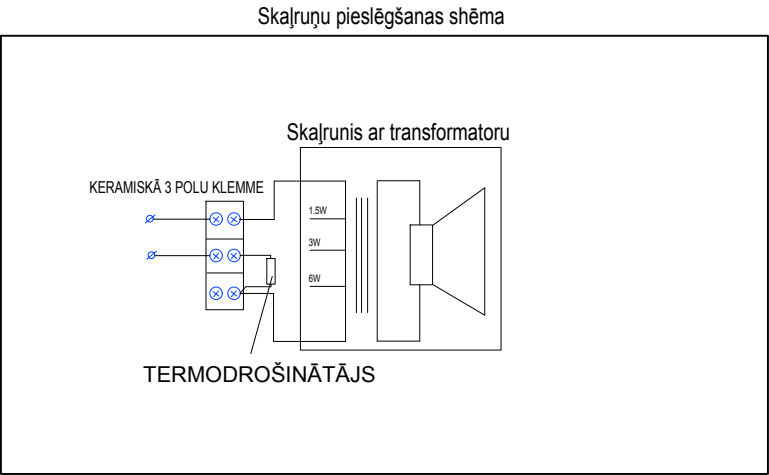 Skaļruņu pieslēgšanas shēma
Skaļrunis ar transformatoru
KERAMISKĀ 3 POLU KLEMME
1.5W
3W
6W
TERMODROŠINĀTĀJS